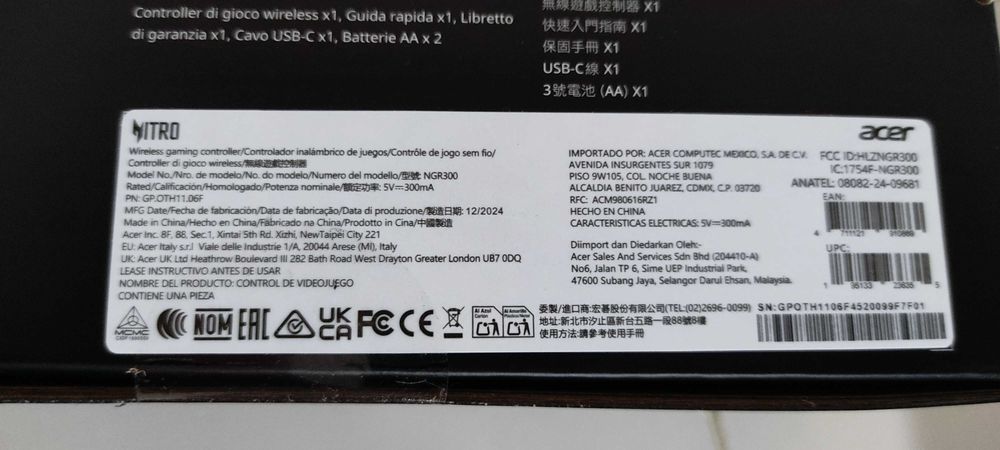 Controller di gioco wireless x1, Guida rapida x1, Libretto
di garanzia x1, Cavo USB-C x1, Batterie AA x 2
無線遊戲控制器 X1
快速入門指南 X1
保固手冊 X1
USB-C線 X1
3號電池 (AA) X1
NITRO
Wireless gaming controller/Controlador inalámbrico de juegos/Contrôle de jogo sem fio/
Controller di gioco wireless/無線遊戲控制器
Model No./Nro. de modelo/No. do modelo/Numero del modello/型號: NGR300
Rated/Calificación/Homologado/Potenza nominale/額定功率: 5V⎓300mA
PN: GP.OTH11.06F
MFG Date/Fecha de fabricación/Data de fabricação/Data di produzione/製造日期: 12/2024
Made in China/Hecho en China/Fabricado na China/Prodotto in Cina/中國製造
Acer Inc. 8F, 88, Sec.1, Xintai 5th Rd. Xizhi, NewTaipei City 221
EU: Acer Italy s.r.l Viale delle Industrie 1/A, 20044 Arese (MI), Italy
UK: Acer UK Ltd Heathrow Boulevard III 282 Bath Road West Drayton Greater London UB7 0DQ
LEASE INSTRUCTIVO ANTES DE USAR
NOMBRE DEL PRODUCTO: CONTROL DE VIDEOJUEGO
CONTIENE UNA PIEZA
MCMC
NOM EAC UK CA FC CE
Al Azul
Cartón
Al Amarillo
Plástico/Metal
acer
IMPORTADO POR: ACER COMPUTEC MEXICO, S.A. DE C.V.
AVENIDA INSURGENTES SUR 1079
PISO 9W105, COL. NOCHE BUENA
ALCALDIA BENITO JUAREZ, CDMX, C.P. 03720
RFC: ACM980616RZ1
HECHO EN CHINA
CARACTERISTICAS ELECTRICAS: 5V⎓300mA
Diimport dan Diedarkan Oleh:-
Acer Sales And Services Sdn Bhd (204410-A)
No6, Jalan TP 6, Sime UEP Industrial Park,
47600 Subang Jaya, Selangor Darul Ehsan, Malaysia.
FCC ID:HLZNGR300
IC:1754F-NGR300
ANATEL: 08082-24-09681
EAN:
UPC:
委製/進口商:宏碁股份有限公司(TEL:(02)2696-0099)
地址:新北市汐止區新台五路一段88號8樓
使用方法:請參考使用手冊
SN:GPOTH1106F4520099F7F01